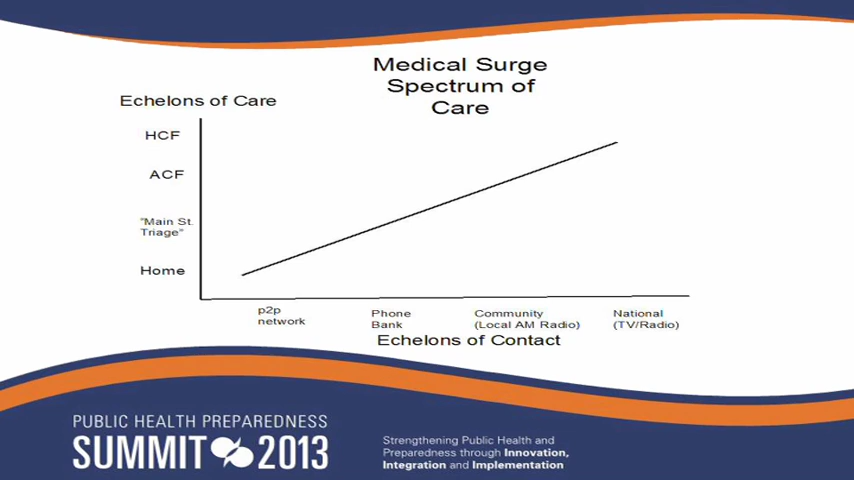 Medical Surge
Spectrum of
Care
Echelons of Care
HCF
ACF
"Main St.
Triage"
Home
p2p
network
Phone
Bank
Community
(Local AM Radio)
National
(TV/Radio)
Echelons of Contact
PUBLIC HEALTH PREPAREDNESS
SUMMIT 2013
Strengthening Public Health and
Preparedness through Innovation,
Integration and Implementation